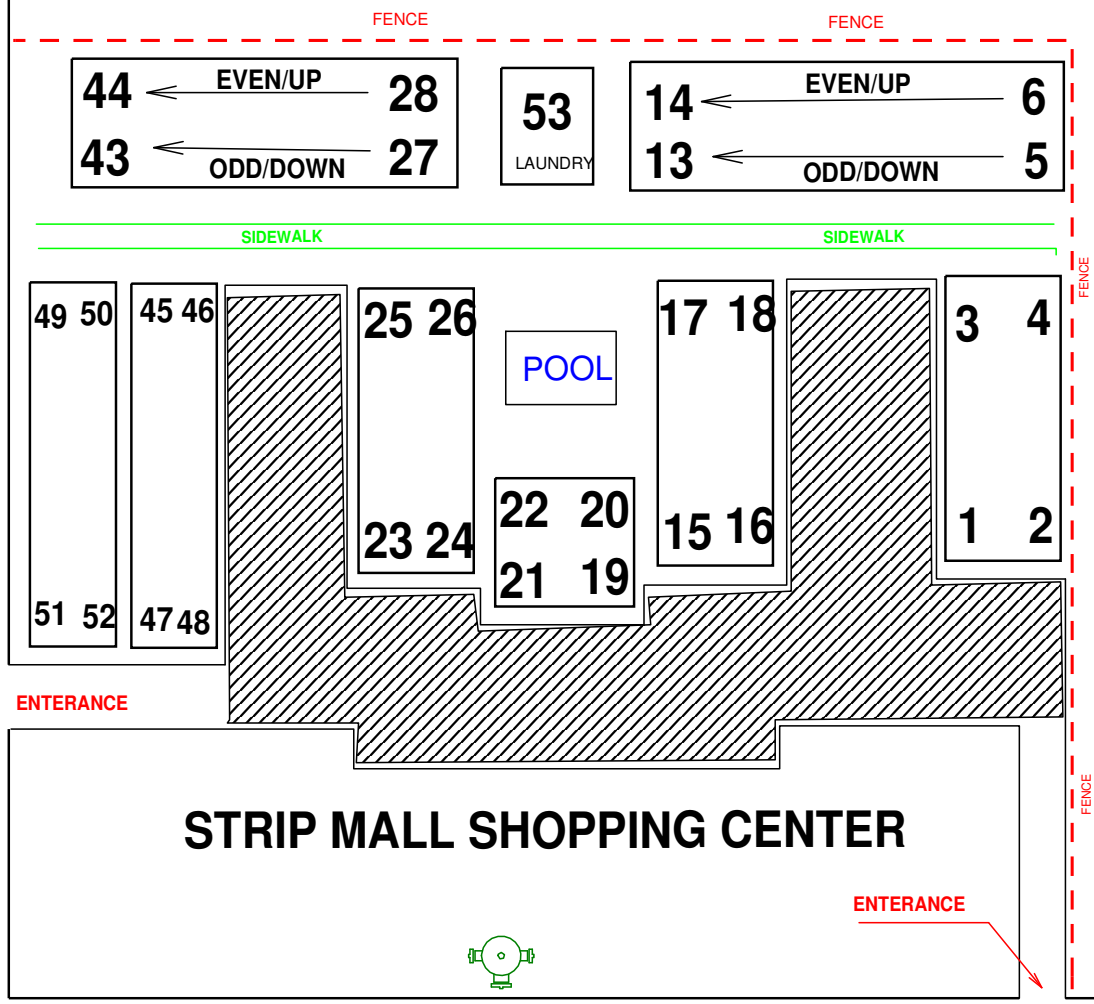 FENCE FENCE
44 EVEN/UP 28
43 ODD/DOWN 27
53
LAUNDRY
14 EVEN/UP 6
13 ODD/DOWN 5
SIDEWALK SIDEWALK
FENCE
49 50
51 52
45 46
47 48
25 26
23 24
POOL
22 20
21 19
17 18
15 16
3 4
1 2
ENTERANCE
FENCE
STRIP MALL SHOPPING CENTER
ENTERANCE